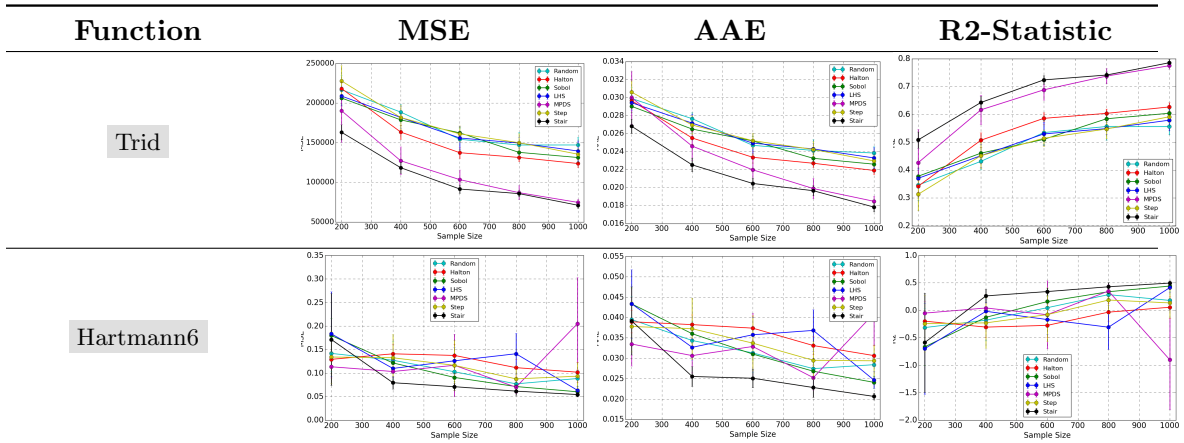 Function MSE AAE R2-Statistic
Trid
250000
200000
150000
100000
50000
200 300 400 500 600 700 800 900 1000
Sample Size
Random
Halton
Sobol
LHS
MPDS
Step
Stair
0.034
0.032
0.030
0.028
0.026
0.024
0.022
0.020
0.018
0.016
200 300 400 500 600 700 800 900 1000
Sample Size
Random
Halton
Sobol
LHS
MPDS
Step
Stair
0.8
0.7
0.6
0.5
0.4
0.3
0.2
200 300 400 500 600 700 800 900 1000
Sample Size
Random
Halton
Sobol
LHS
MPDS
Step
Stair
Hartmann6
0.35
0.30
0.25
0.20
0.15
0.10
0.05
0.00
200 300 400 500 600 700 800 900 1000
Sample Size
Random
Halton
Sobol
LHS
MPDS
Step
Stair
0.055
0.050
0.045
0.040
0.035
0.030
0.025
0.020
0.015
200 300 400 500 600 700 800 900 1000
Sample Size
Random
Halton
Sobol
LHS
MPDS
Step
Stair
1.0
0.5
0.0
−0.5
−1.0
−1.5
−2.0
200 300 400 500 600 700 800 900 1000
Sample Size
Random
Halton
Sobol
LHS
MPDS
Step
Stair